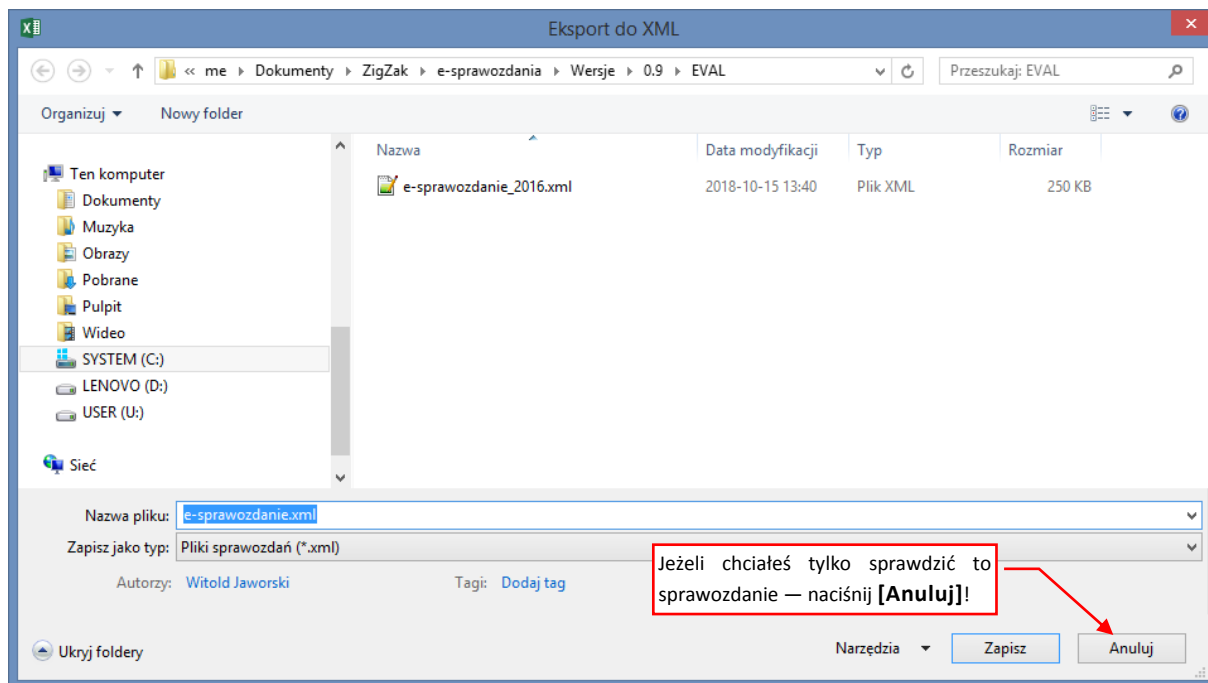 Eksport do XML
« me Dokumenty ZigZak e-sprawozdania Wersje 0.9 EVAL
Przeszukaj: EVAL
Organizuj Nowy folder
Nazwa Data modyfikacji Typ Rozmiar
e-sprawozdanie_2016.xml 2018-10-15 13:40 Plik XML 250 KB
Ten komputer
Dokumenty
Muzyka
Obrazy
Pobrane
Pulpit
Wideo
SYSTEM (C:)
LENOVO (D:)
USER (U:)
Sieć
Nazwa pliku: e-sprawozdanie.xml
Zapisz jako typ: Pliki sprawozdań (*.xml)
Autorzy: Witold Jaworski Tagi: Dodaj tag
Jeżeli chciałeś tylko sprawdzić to
sprawozdanie — naciśnij [Anuluj]!
Ukryj foldery Narzędzia Zapisz Anuluj